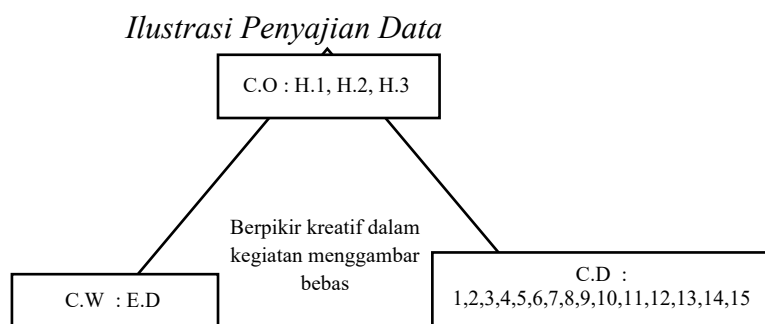 Ilustrasi Penyajian Data
C.O : H.1, H.2, H.3
Berpikir kreatif dalam
kegiatan menggambar
bebas
C.W : E.D
C.D :
1,2,3,4,5,6,7,8,9,10,11,12,13,14,15